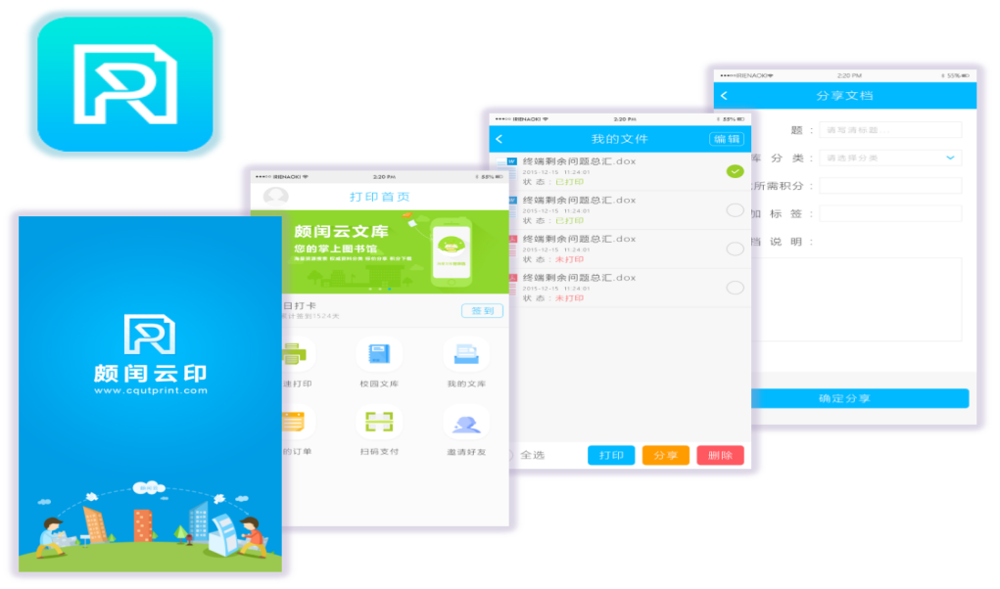 颇闰云印
www.cqutprint.com
IRIENAOKI
2:20 PM
55%
打印首页
颇闰云文库
您的掌上图书馆
日打卡
签到
1524天
速打印
校园文库
我的文库
的订单
扫码支付
邀请好友
IRIENAOKI
2:20 PM
55%
我的文件
编辑
终端剩余问题总汇.dox
2015-12-15 11:24:01
状态：已打印
终端剩余问题总汇.dox
2015-12-15 11:24:01
状态：已打印
终端剩余问题总汇.dox
2015-12-15 11:24:01
状态：未打印
终端剩余问题总汇.dox
2015-12-15 11:24:01
状态：未打印
全选
打印
分享
删除
IRIENAOKI
2:20 PM
55%
分享文档
题：
请写清标题...
库分类：
请选择分类
所需积分：
加标签：
档说明：
确定分享